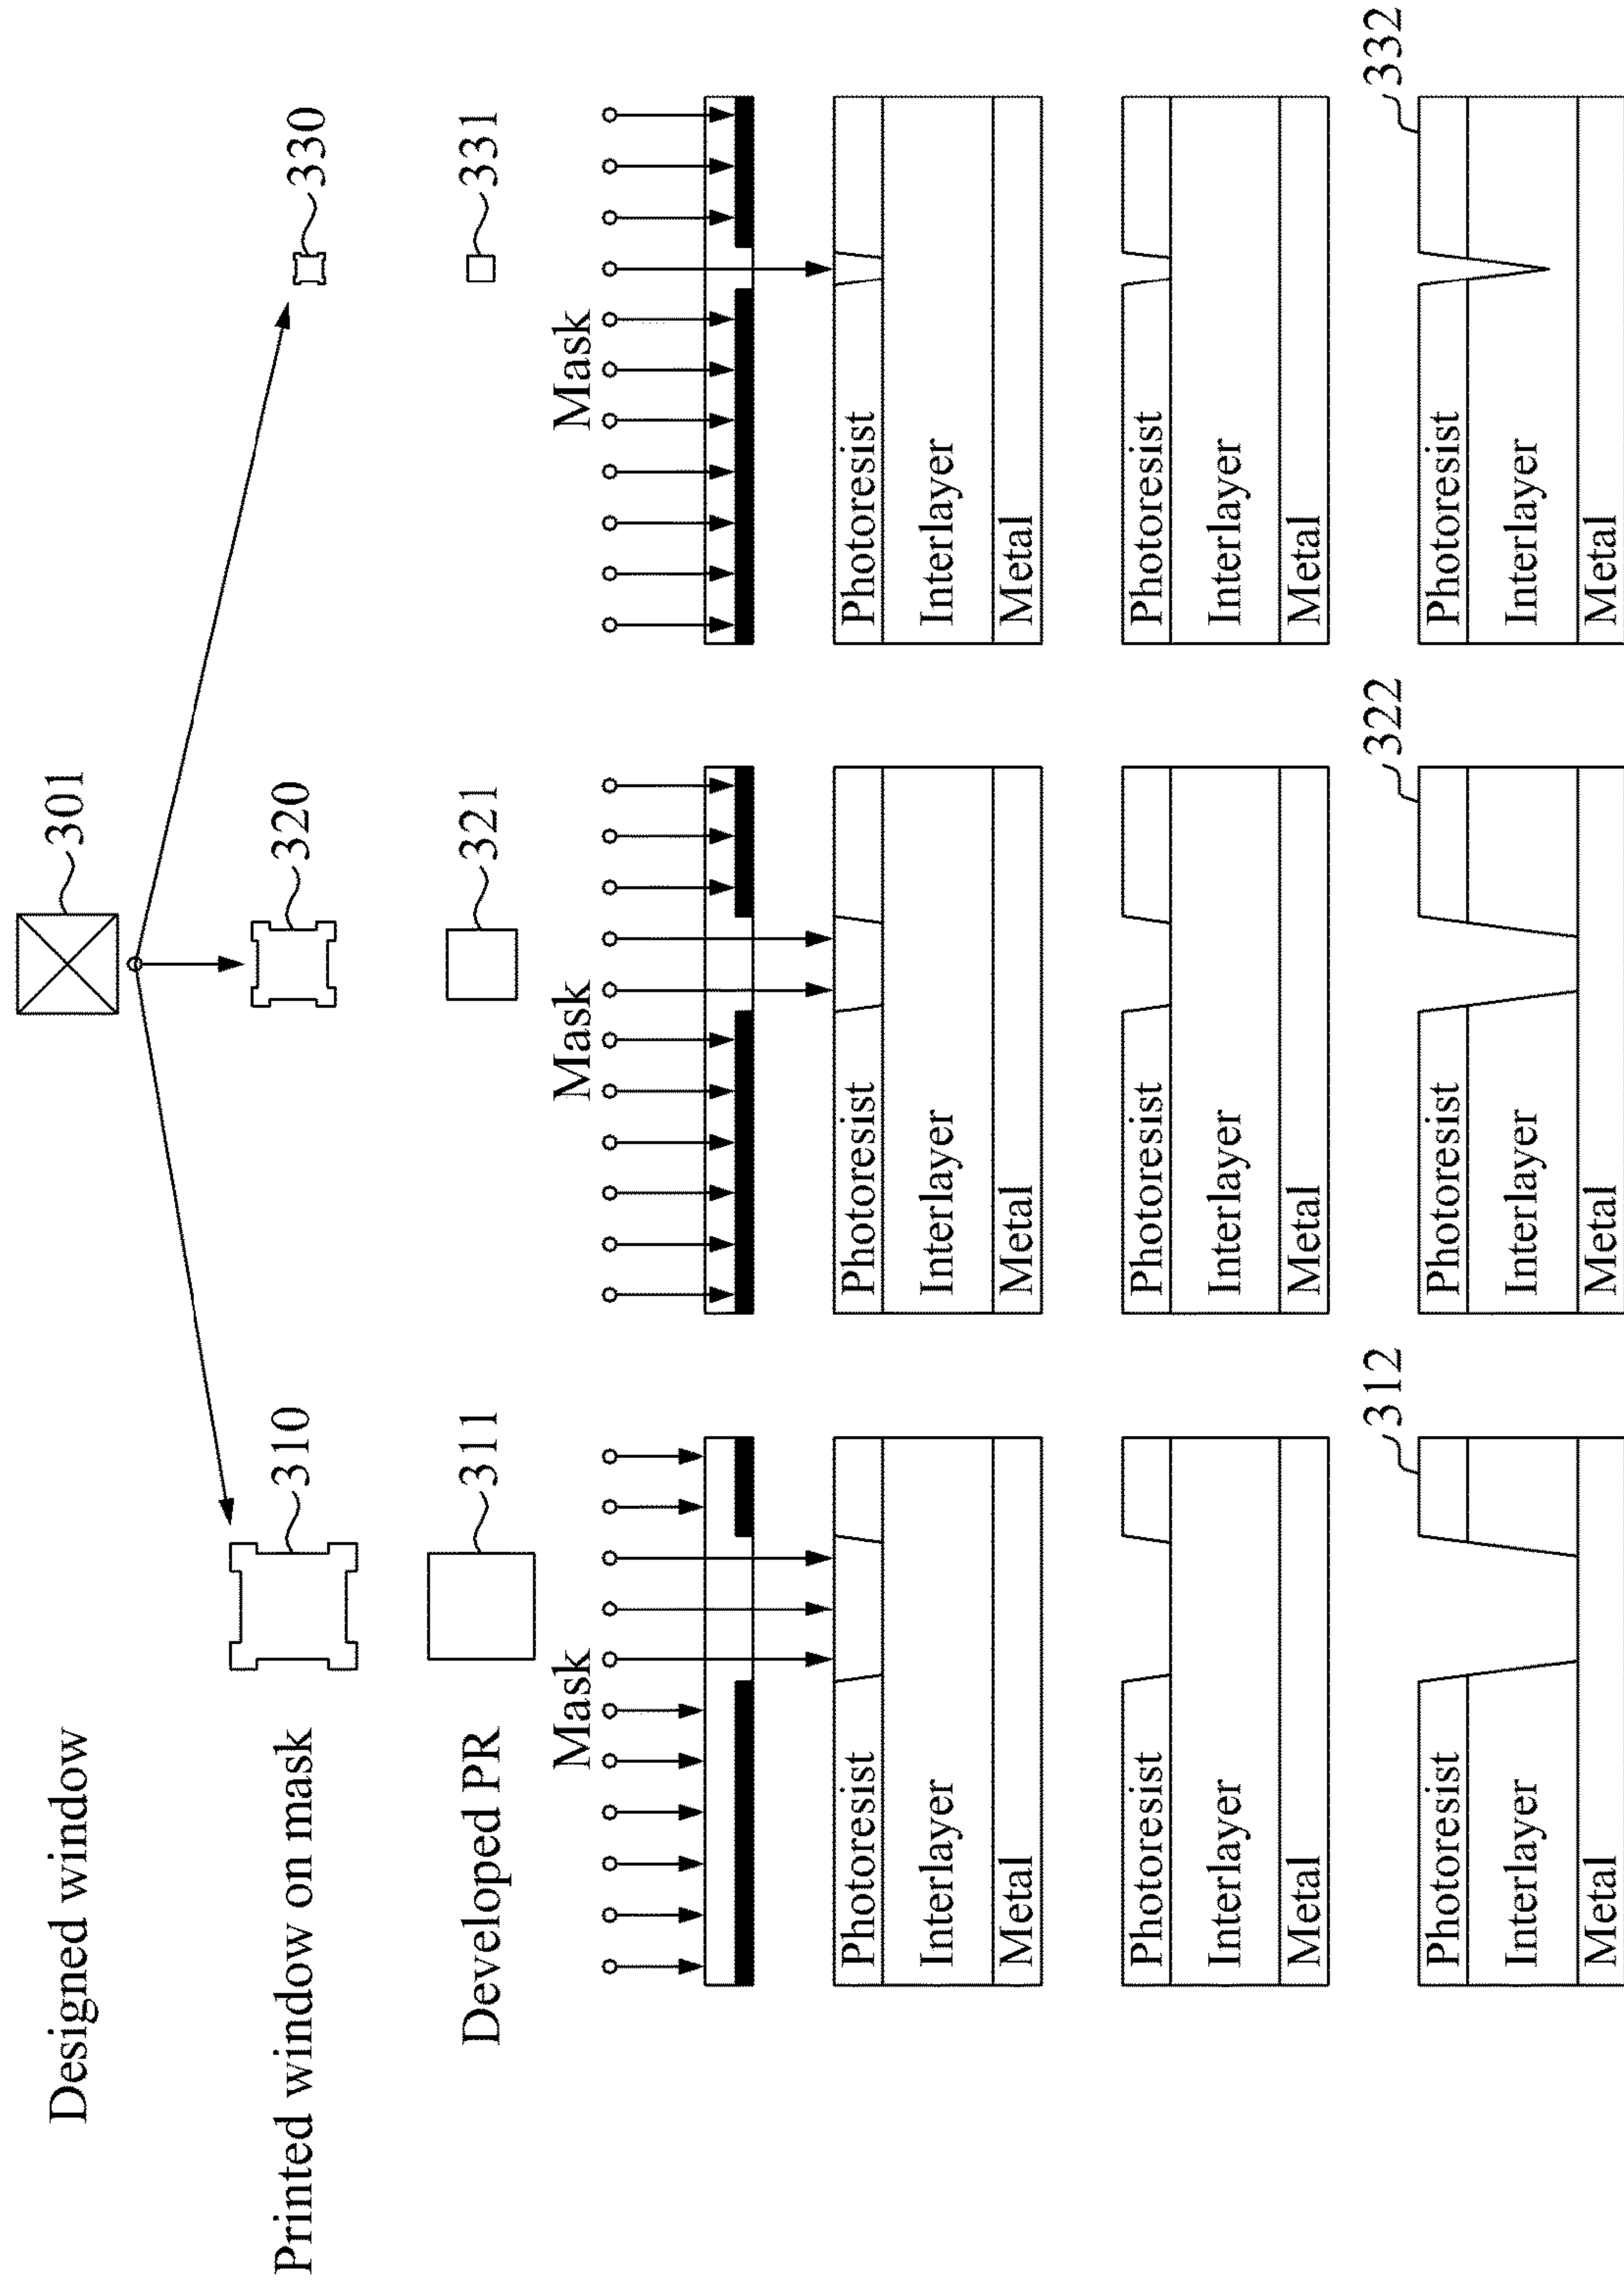 Designed window
301
Printed window on mask
310
320
330
Developed PR
311
321
331
Mask
Mask
Mask
Photoresist
Interlayer
Metal
Photoresist
Interlayer
Metal
Photoresist
Interlayer
Metal
Photoresist
Interlayer
Metal
Photoresist
Interlayer
Metal
Photoresist
Interlayer
Metal
312
322
332
Photoresist
Interlayer
Metal
Photoresist
Interlayer
Metal
Photoresist
Interlayer
Metal